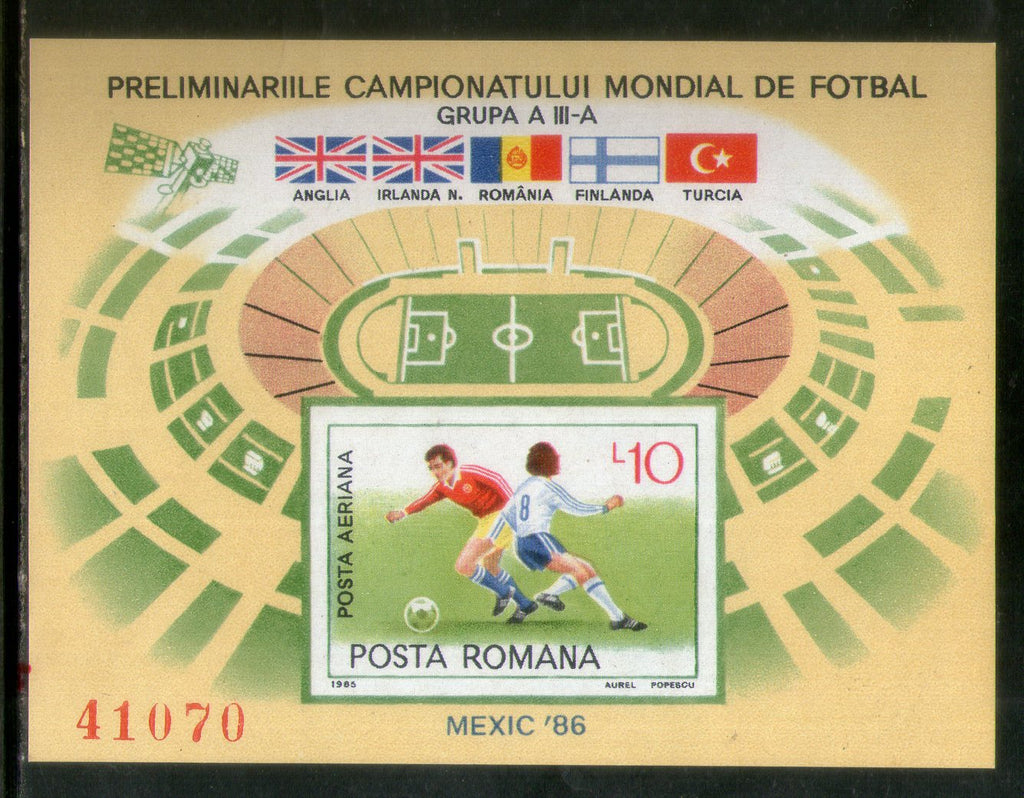 PRELIMINARIILE CAMPIONATULUI MONDIAL DE FOTBAL
GRUPA A III-A
ANGLIA IRLANDA N. ROMÂNIA FINLANDA TURCIA
POSTA AERIANA
L10
8
POSTA ROMANA
1985 AUREL POPESCU
41070
MEXIC '86